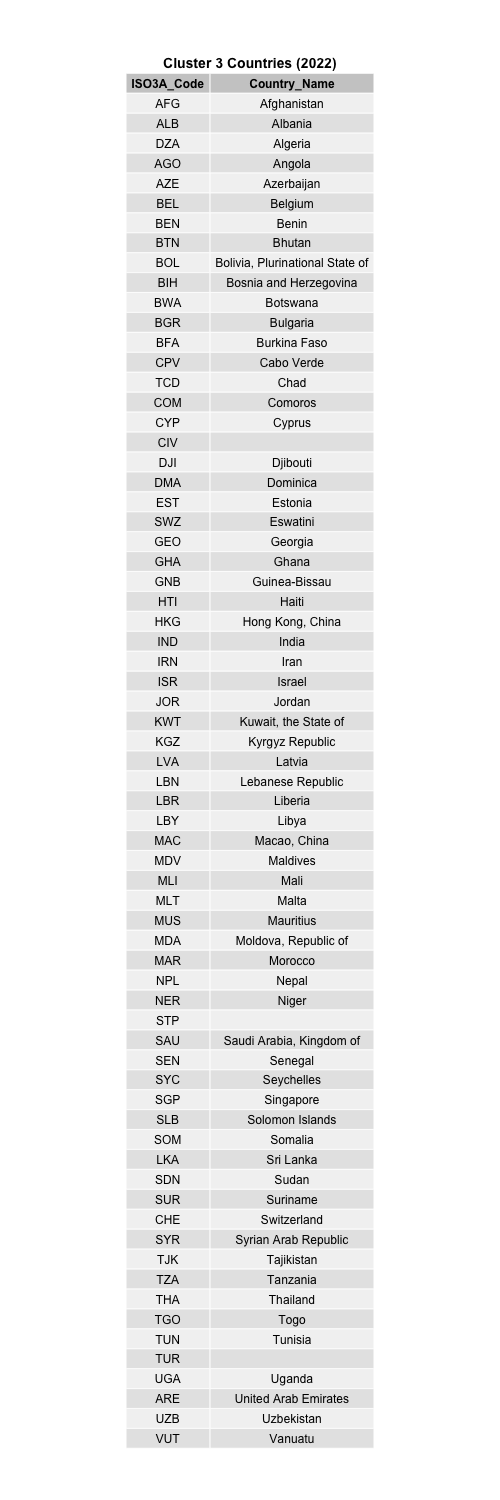 Cluster 3 Countries (2022)
ISO3A_Code Country_Name
AFG Afghanistan
ALB Albania
DZA Algeria
AGO Angola
AZE Azerbaijan
BEL Belgium
BEN Benin
BTN Bhutan
BOL Bolivia, Plurinational State of
BIH Bosnia and Herzegovina
BWA Botswana
BGR Bulgaria
BFA Burkina Faso
CPV Cabo Verde
TCD Chad
COM Comoros
CYP Cyprus
CIV
DJI Djibouti
DMA Dominica
EST Estonia
SWZ Eswatini
GEO Georgia
GHA Ghana
GNB Guinea-Bissau
HTI Haiti
HKG Hong Kong, China
IND India
IRN Iran
ISR Israel
JOR Jordan
KWT Kuwait, the State of
KGZ Kyrgyz Republic
LVA Latvia
LBN Lebanese Republic
LBR Liberia
LBY Libya
MAC Macao, China
MDV Maldives
MLI Mali
MLT Malta
MUS Mauritius
MDA Moldova, Republic of
MAR Morocco
NPL Nepal
NER Niger
STP
SAU Saudi Arabia, Kingdom of
SEN Senegal
SYC Seychelles
SGP Singapore
SLB Solomon Islands
SOM Somalia
LKA Sri Lanka
SDN Sudan
SUR Suriname
CHE Switzerland
SYR Syrian Arab Republic
TJK Tajikistan
TZA Tanzania
THA Thailand
TGO Togo
TUN Tunisia
TUR
UGA Uganda
ARE United Arab Emirates
UZB Uzbekistan
VUT Vanuatu